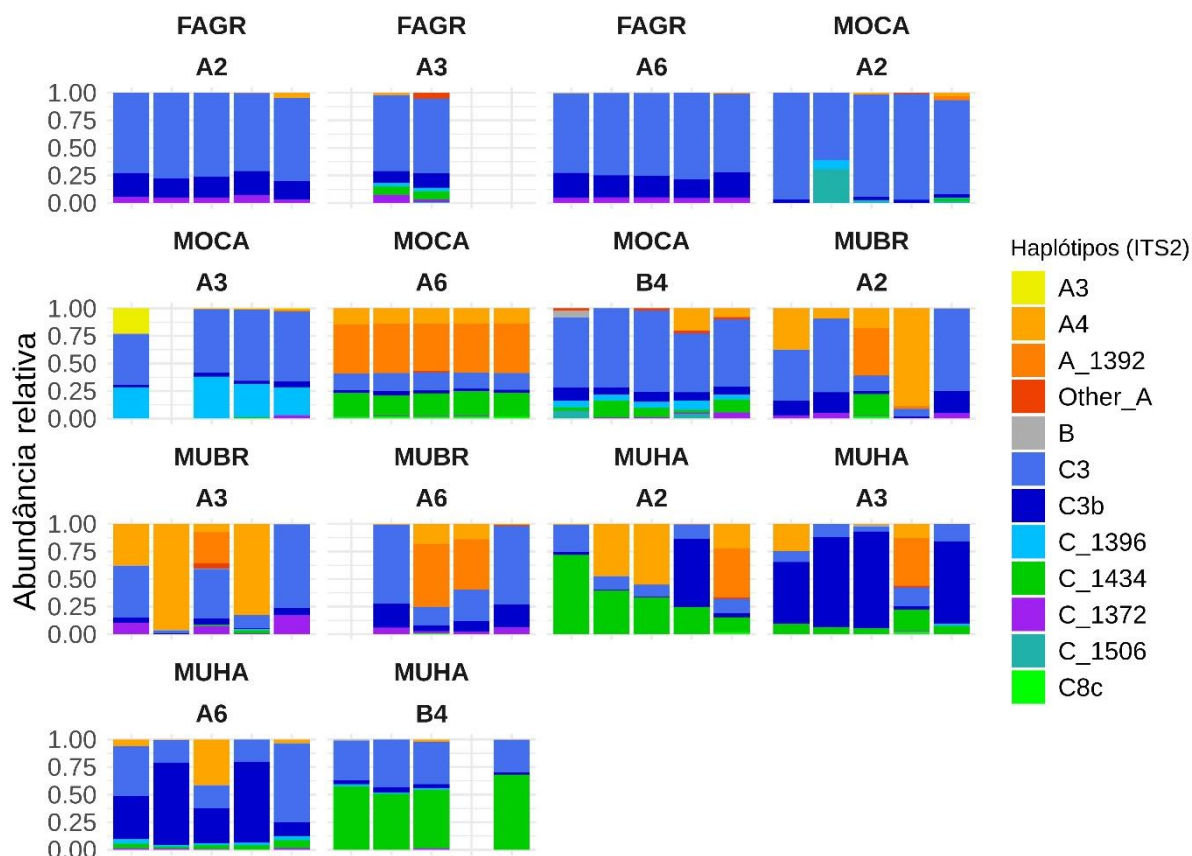 FAGR FAGR FAGR MOCA
A2 A3 A6 A2
1.00
0.75
0.50
0.25
0.00
MOCA MOCA MOCA MUBR
A3 A6 B4 A2
1.00
0.75
0.50
0.25
0.00
MUBR MUBR MUHA MUHA
A3 A6 A2 A3
1.00
0.75
0.50
0.25
0.00
MUHA MUHA
A6 B4
1.00
0.75
0.50
0.25
0.00
Abundância relativa
Haplótipos (ITS2)
A3
A4
A_1392
Other_A
B
C3
C3b
C_1396
C_1434
C_1372
C_1506
C8c